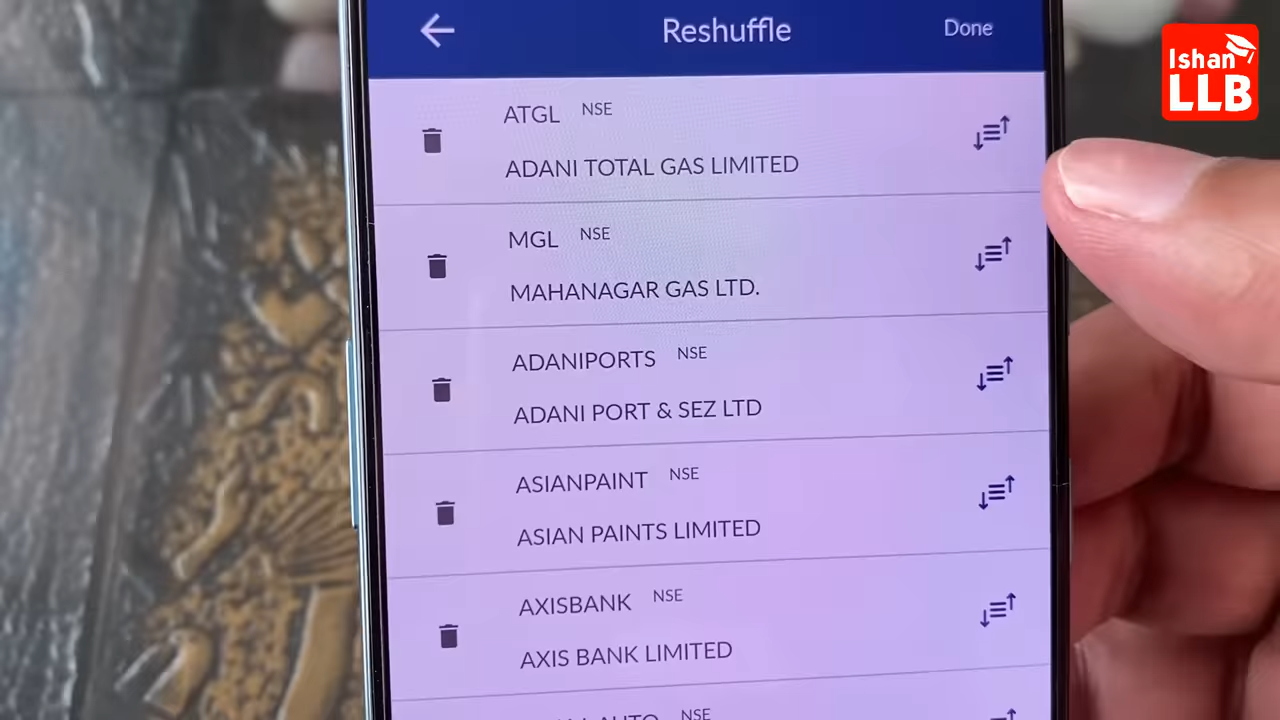 Reshuffle
Done
Ishan
LLB
ATGL NSE
ADANI TOTAL GAS LIMITED
MGL NSE
MAHANAGAR GAS LTD.
ADANIPORTS NSE
ADANI PORT & SEZ LTD
ASIANPAINT NSE
ASIAN PAINTS LIMITED
AXISBANK NSE
AXIS BANK LIMITED
NSE